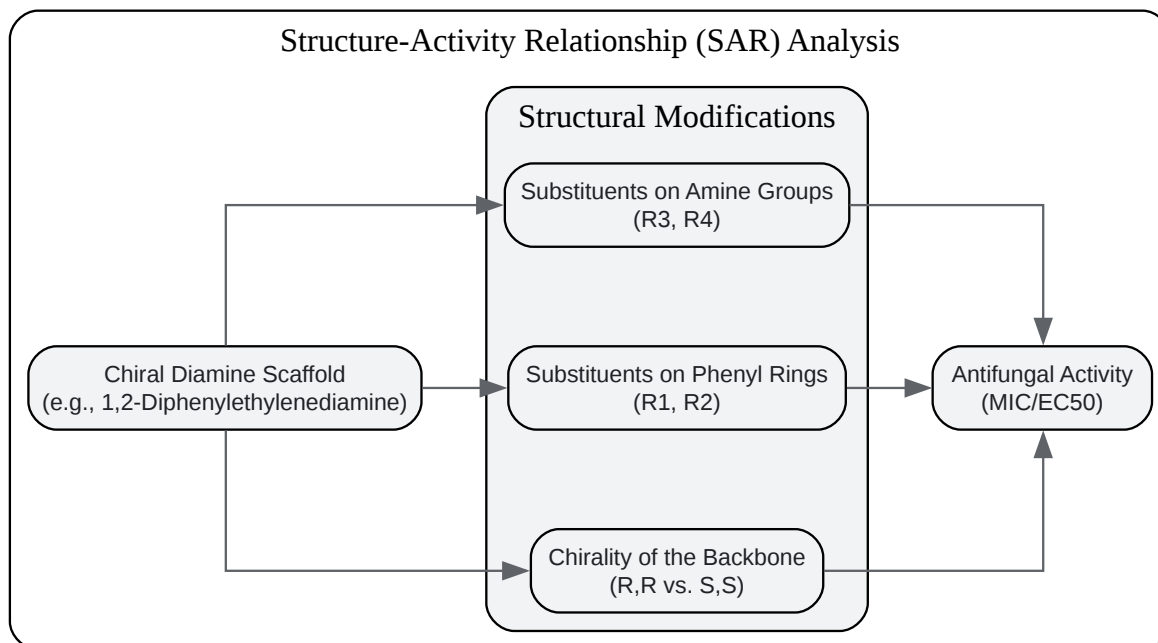 Structure-Activity Relationship (SAR) Analysis
Structural Modifications
Substituents on Amine Groups
(R3, R4)
Chiral Diamine Scaffold
(e.g., 1,2-Diphenylethylenediamine)
Substituents on Phenyl Rings
(R1, R2)
Antifungal Activity
(MIC/EC50)
Chirality of the Backbone
(R,R vs. S,S)